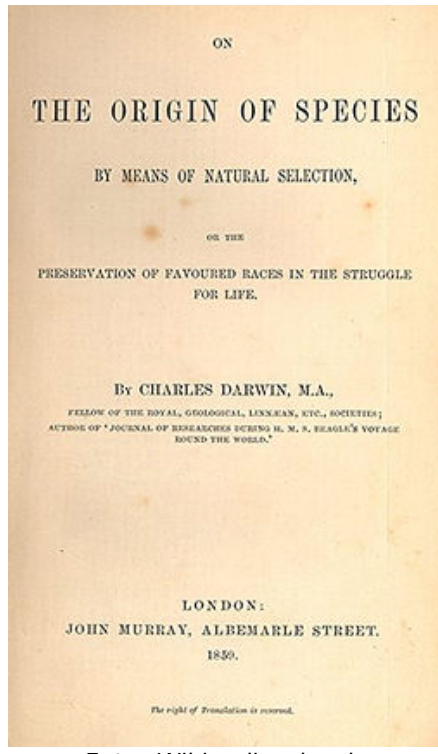 ON
THE ORIGIN OF SPECIES
BY MEANS OF NATURAL SELECTION,
OR THE
PRESERVATION OF FAVOURED RACES IN THE STRUGGLE
FOR LIFE.
BY CHARLES DARWIN, M.A.,
FELLOW OF THE ROYAL, GEOLOGICAL, LINNÆAN, ETC., SOCIETIES;
AUTHOR OF 'JOURNAL OF RESEARCHES DURING H. M. S. BEAGLE'S VOYAGE
ROUND THE WORLD.'
LONDON:
JOHN MURRAY, ALBEMARLE STREET.
1859.
The right of Translation is reserved.